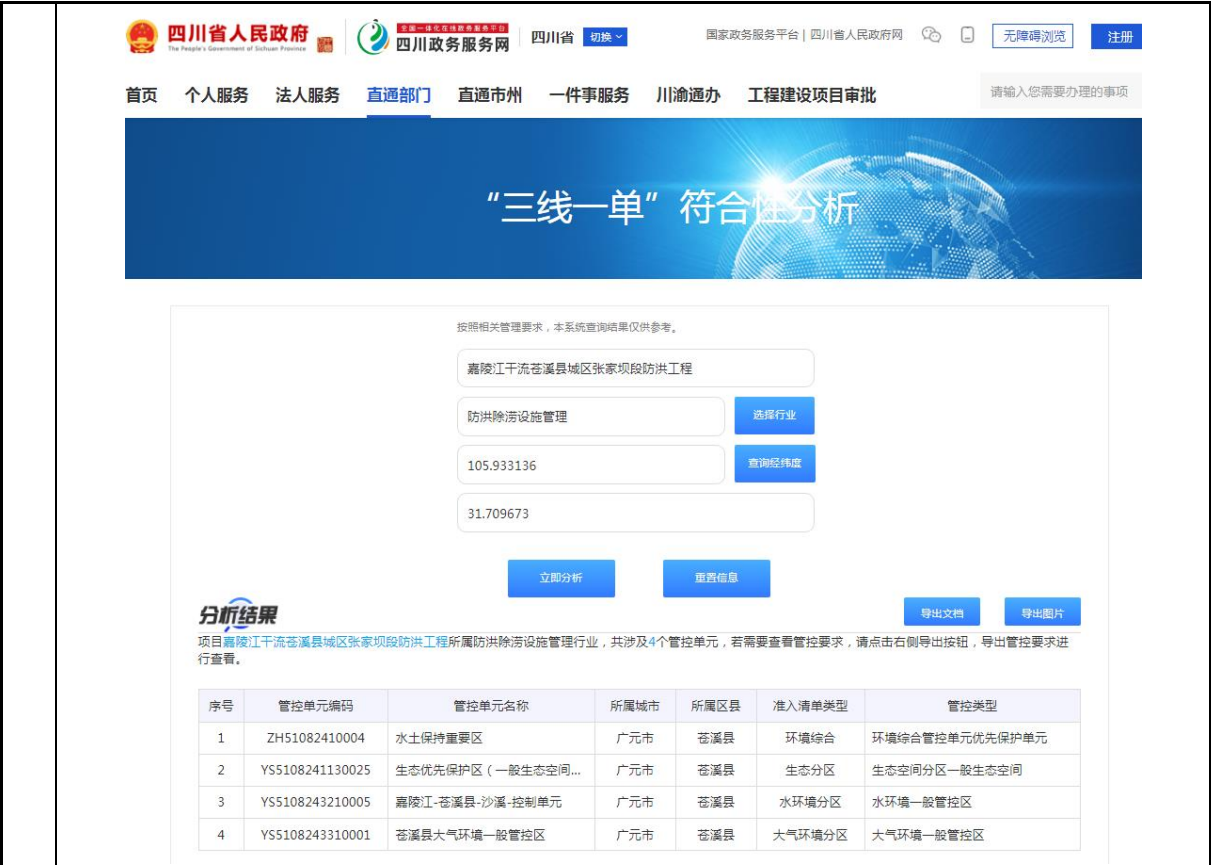 四川省人民政府
The People's Government of Sichuan Province
全国一体化在线政务服务平台
四川政务服务网
四川省 切换
国家政务服务平台 | 四川省人民政府网 无障碍浏览 注册
首页 个人服务 法人服务 直通部门 直通市州 一件事服务 川渝通办 工程建设项目审批 请输入您需要办理的事项
“三线一单”符合性分析
按照相关管理要求，本系统查询结果仅供参考。
嘉陵江干流苍溪县城区张家坝段防洪工程
防洪除涝设施管理 选择行业
105.933136 查询经纬度
31.709673
立即分析 重置信息
分析结果 导出文档 导出图片
项目嘉陵江干流苍溪县城区张家坝段防洪工程所属防洪除涝设施管理行业，共涉及4个管控单元，若需要查看管控要求，请点击右侧导出按钮，导出管控要求进
行查看。
序号 管控单元编码 管控单元名称 所属城市 所属区县 准入清单类型 管控类型
1 ZH51082410004 水土保持重要区 广元市 苍溪县 环境综合 环境综合管控单元优先保护单元
2 YS5108241130025 生态优先保护区（一般生态空间... 广元市 苍溪县 生态分区 生态空间分区一般生态空间
3 YS5108243210005 嘉陵江-苍溪县-沙溪-控制单元 广元市 苍溪县 水环境分区 水环境一般管控区
4 YS5108243310001 苍溪县大气环境一般管控区 广元市 苍溪县 大气环境分区 大气环境一般管控区